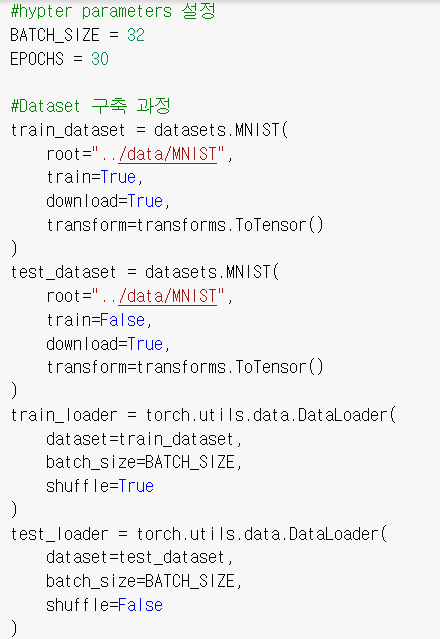 #hypter parameters 설정
BATCH_SIZE = 32
EPOCHS = 30
#Dataset 구축 과정
train_dataset = datasets.MNIST(
    root="../data/MNIST",
    train=True,
    download=True,
    transform=transforms.ToTensor()
)
test_dataset = datasets.MNIST(
    root="../data/MNIST",
    train=False,
    download=True,
    transform=transforms.ToTensor()
)
train_loader = torch.utils.data.DataLoader(
    dataset=train_dataset,
    batch_size=BATCH_SIZE,
    shuffle=True
)
test_loader = torch.utils.data.DataLoader(
    dataset=test_dataset,
    batch_size=BATCH_SIZE,
    shuffle=False
)